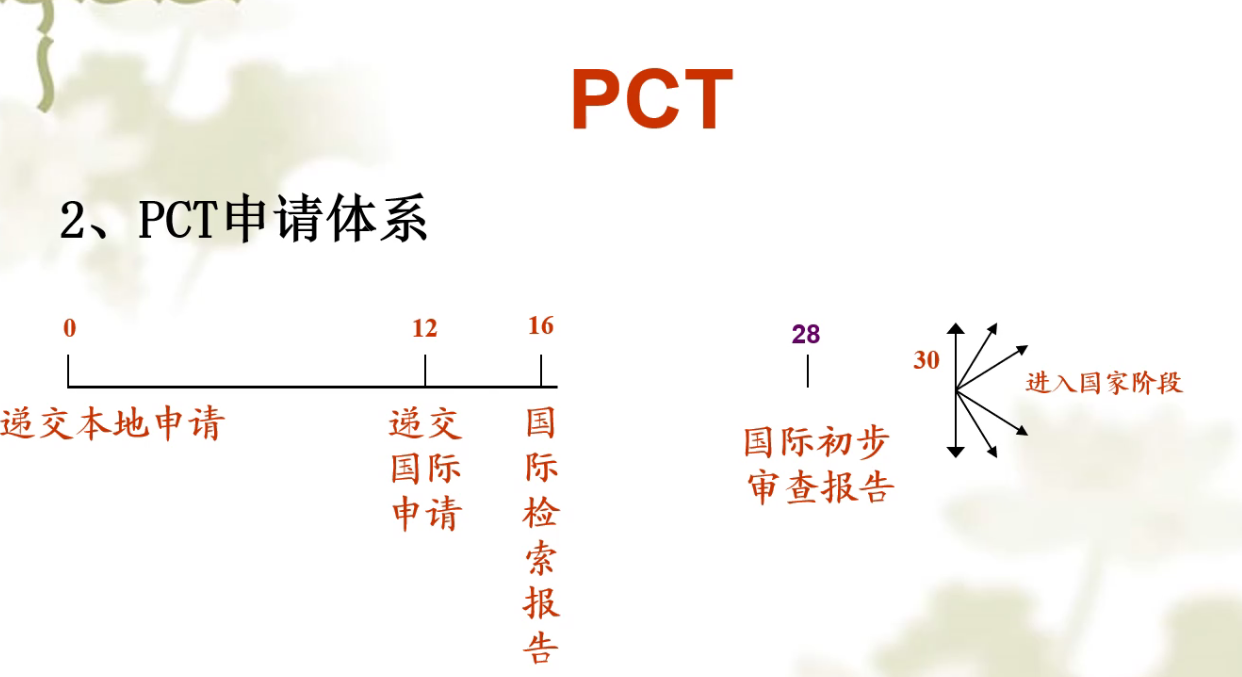 PCT
2、PCT申请体系
0
12
16
28
30
递交本地申请
递交
国际
申请
国
际
检
索
报
告
国际初步
审查报告
进入国家阶段